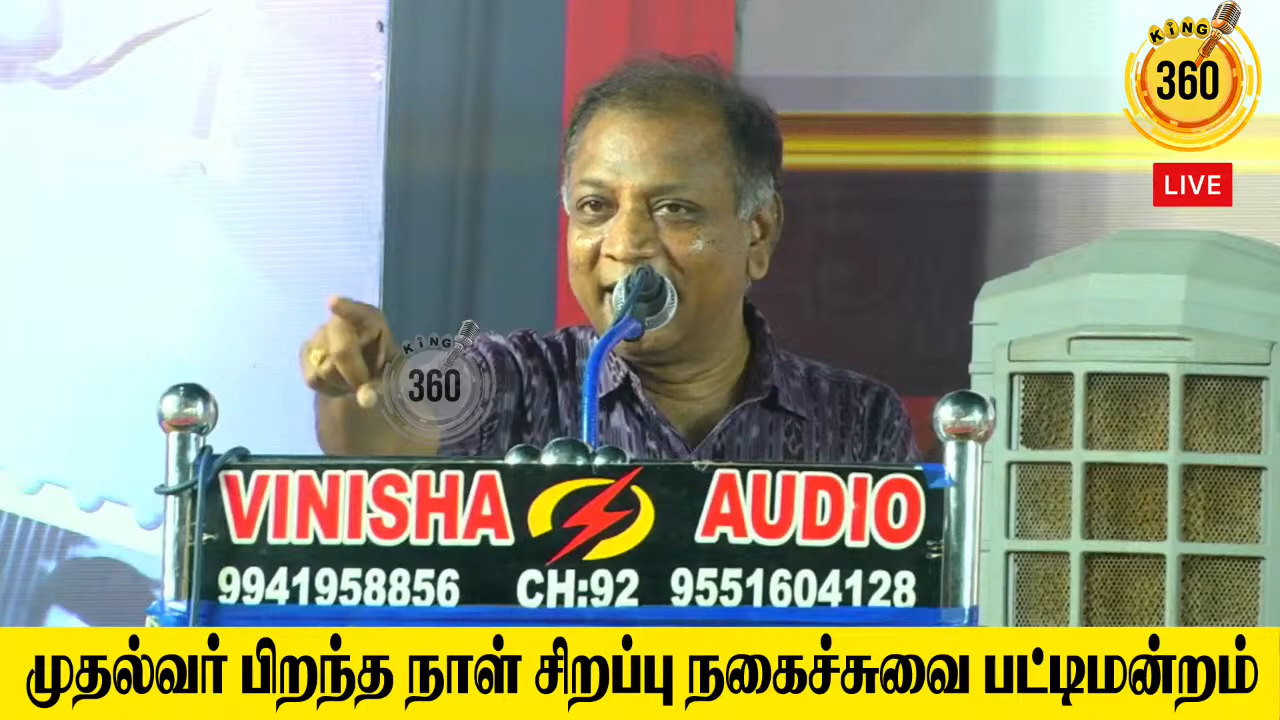 KiNG
360
LIVE
KiNG
360
VINISHA AUDIO
9941958856 CH:92 9551604128
முதல்வர் பிறந்த நாள் சிறப்பு நகைச்சுவை பட்டிமன்றம்